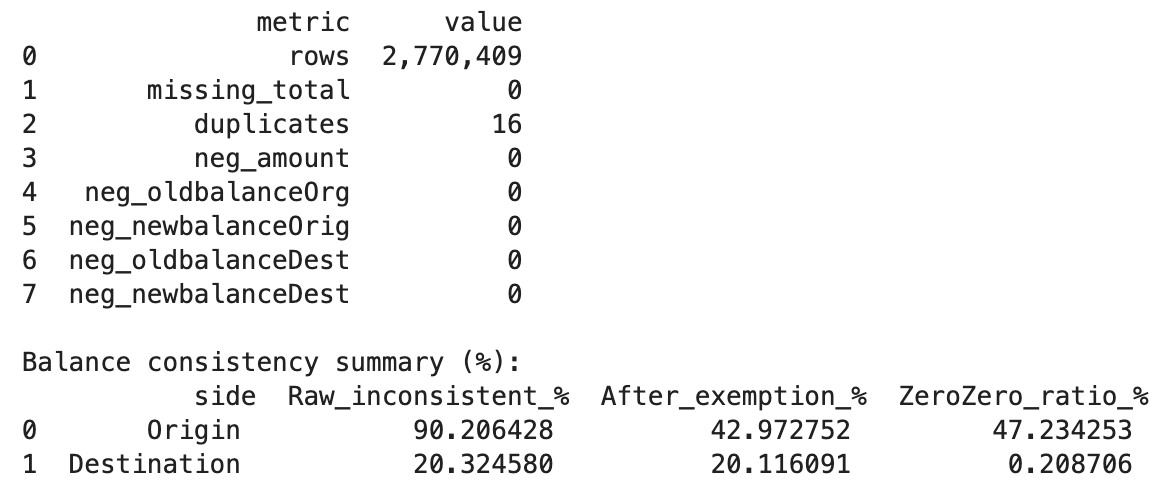 metric value
0 rows 2,770,409
1 missing_total 0
2 duplicates 16
3 neg_amount 0
4 neg_oldbalanceOrg 0
5 neg_newbalanceOrig 0
6 neg_oldbalanceDest 0
7 neg_newbalanceDest 0
Balance consistency summary (%):
side Raw_inconsistent_% After_exemption_% ZeroZero_ratio_%
0 Origin 90.206428 42.972752 47.234253
1 Destination 20.324580 20.116091 0.208706